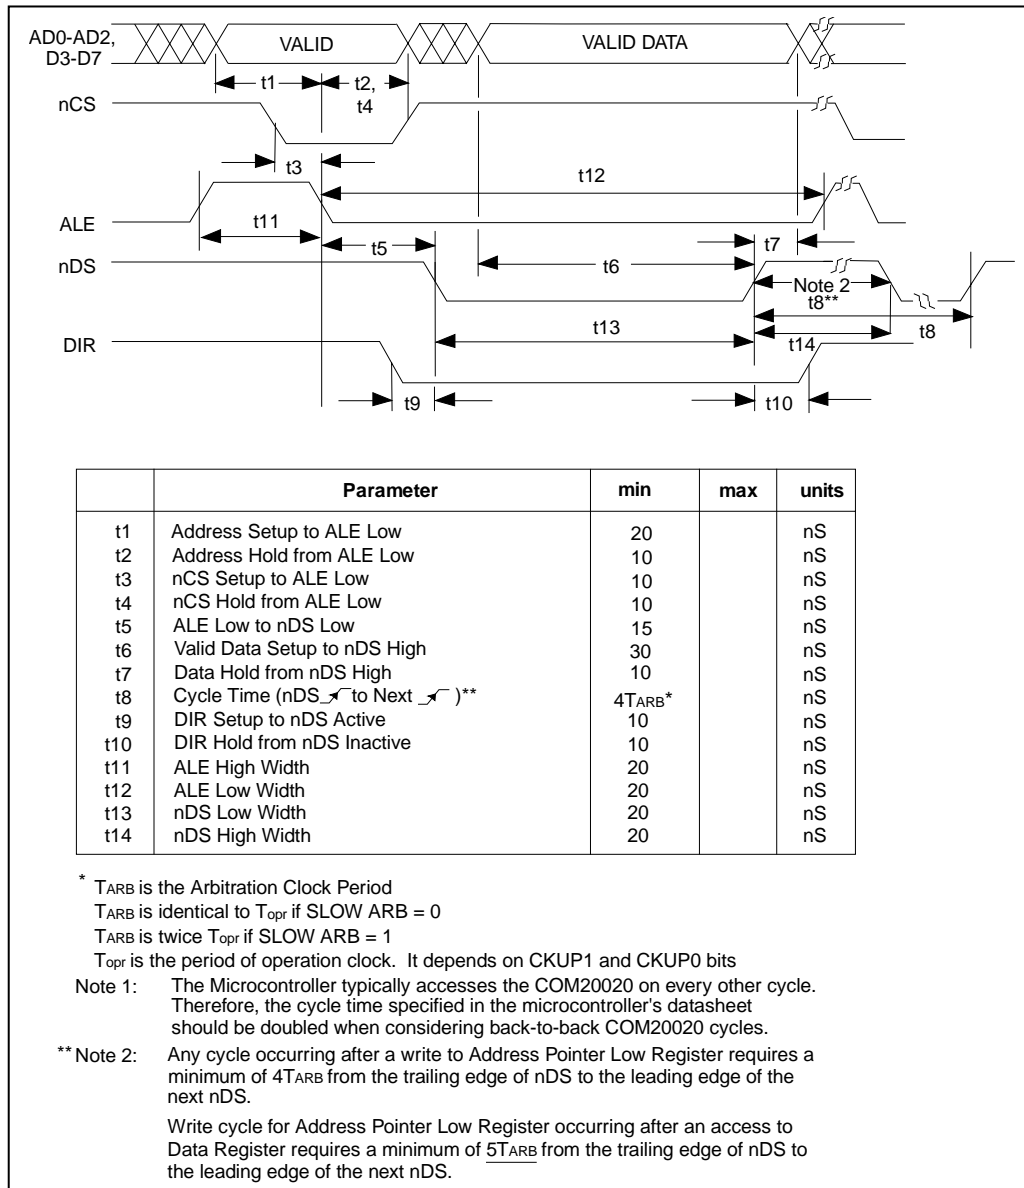 AD0-AD2,
D3-D7
VALID
VALID DATA
t1
t2,
t4
nCS
t3
t12
ALE
t11
t5
t7
nDS
t6
Note 2
t8**
t8
t13
t14
DIR
t9
t10
Parameter min max units
t1 Address Setup to ALE Low 20 nS
t2 Address Hold from ALE Low 10 nS
t3 nCS Setup to ALE Low 10 nS
t4 nCS Hold from ALE Low 10 nS
t5 ALE Low to nDS Low 15 nS
t6 Valid Data Setup to nDS High 30 nS
t7 Data Hold from nDS High 10 nS
t8 Cycle Time (nDS to Next )** 4TARB* nS
t9 DIR Setup to nDS Active 10 nS
t10 DIR Hold from nDS Inactive 10 nS
t11 ALE High Width 20 nS
t12 ALE Low Width 20 nS
t13 nDS Low Width 20 nS
t14 nDS High Width 20 nS
* TARB is the Arbitration Clock Period
TARB is identical to Topr if SLOW ARB = 0
TARB is twice Topr if SLOW ARB = 1
Topr is the period of operation clock. It depends on CKUP1 and CKUP0 bits
Note 1: The Microcontroller typically accesses the COM20020 on every other cycle.
Therefore, the cycle time specified in the microcontroller's datasheet
should be doubled when considering back-to-back COM20020 cycles.
** Note 2: Any cycle occurring after a write to Address Pointer Low Register requires a
minimum of 4TARB from the trailing edge of nDS to the leading edge of the
next nDS.
Write cycle for Address Pointer Low Register occurring after an access to
Data Register requires a minimum of 5TARB from the trailing edge of nDS to
the leading edge of the next nDS.